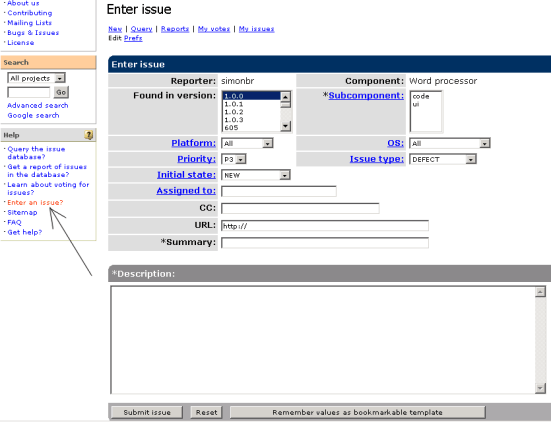 About us
Contributing
Mailing Lists
Bugs & Issues
License
Search
All projects
Go
Advanced search
Google search
Help
Query the issue
database?
Get a report of issues
in the database?
Learn about voting for
issues?
Enter an issue?
Sitemap
FAQ
Get help?
Enter issue
New | Query | Reports | My votes | My issues
Edit Prefs
Enter issue
Reporter: simonbr Component: Word processor
Found in version: 1.0.0 *Subcomponent: code
1.0.1 ui
1.0.2
1.0.3
605
Platform: All OS: All
Priority: P3 Issue type: DEFECT
Initial state: NEW
Assigned to:
CC:
URL: http://
*Summary:
*Description:
Submit issue Reset Remember values as bookmarkable template